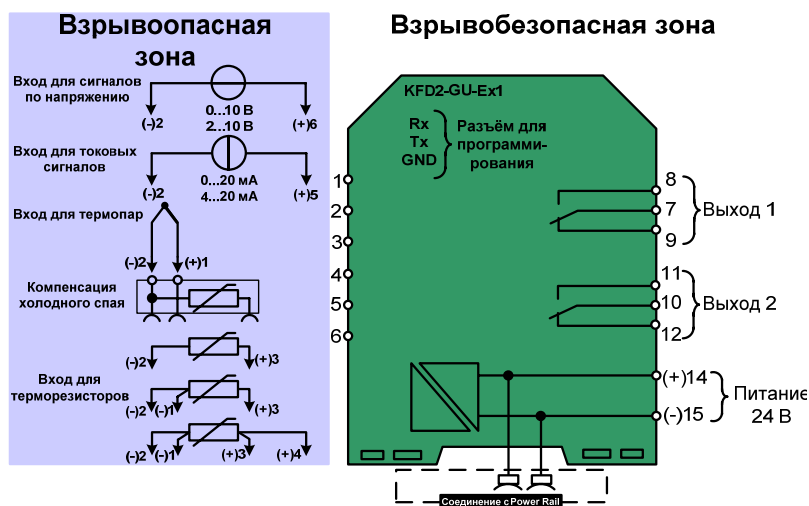 Взрывоопасная
зона
Взрывобезопасная зона
Вход для сигналов
по напряжению
(-)2
0...10 В
2...10 В
(+)6
Вход для токовых
сигналов
(-)2
0...20 мА
4...20 мА
(+)5
Вход для термопар
(-)2
(+)1
Компенсация
холодного спая
(-)2
(+)3
Вход для
терморезисторов
(-)2
(-)1
(+)3
(-)2
(-)1
(+)3
(+)4
KFD2-GU-Ex1
Rx
Tx
GND
Разъём для
программи-
рования
1
2
3
4
5
6
8
7
9
Выход 1
11
10
12
Выход 2
(+)14
(-)15
Питание
24 В
Соединение с Power Rail